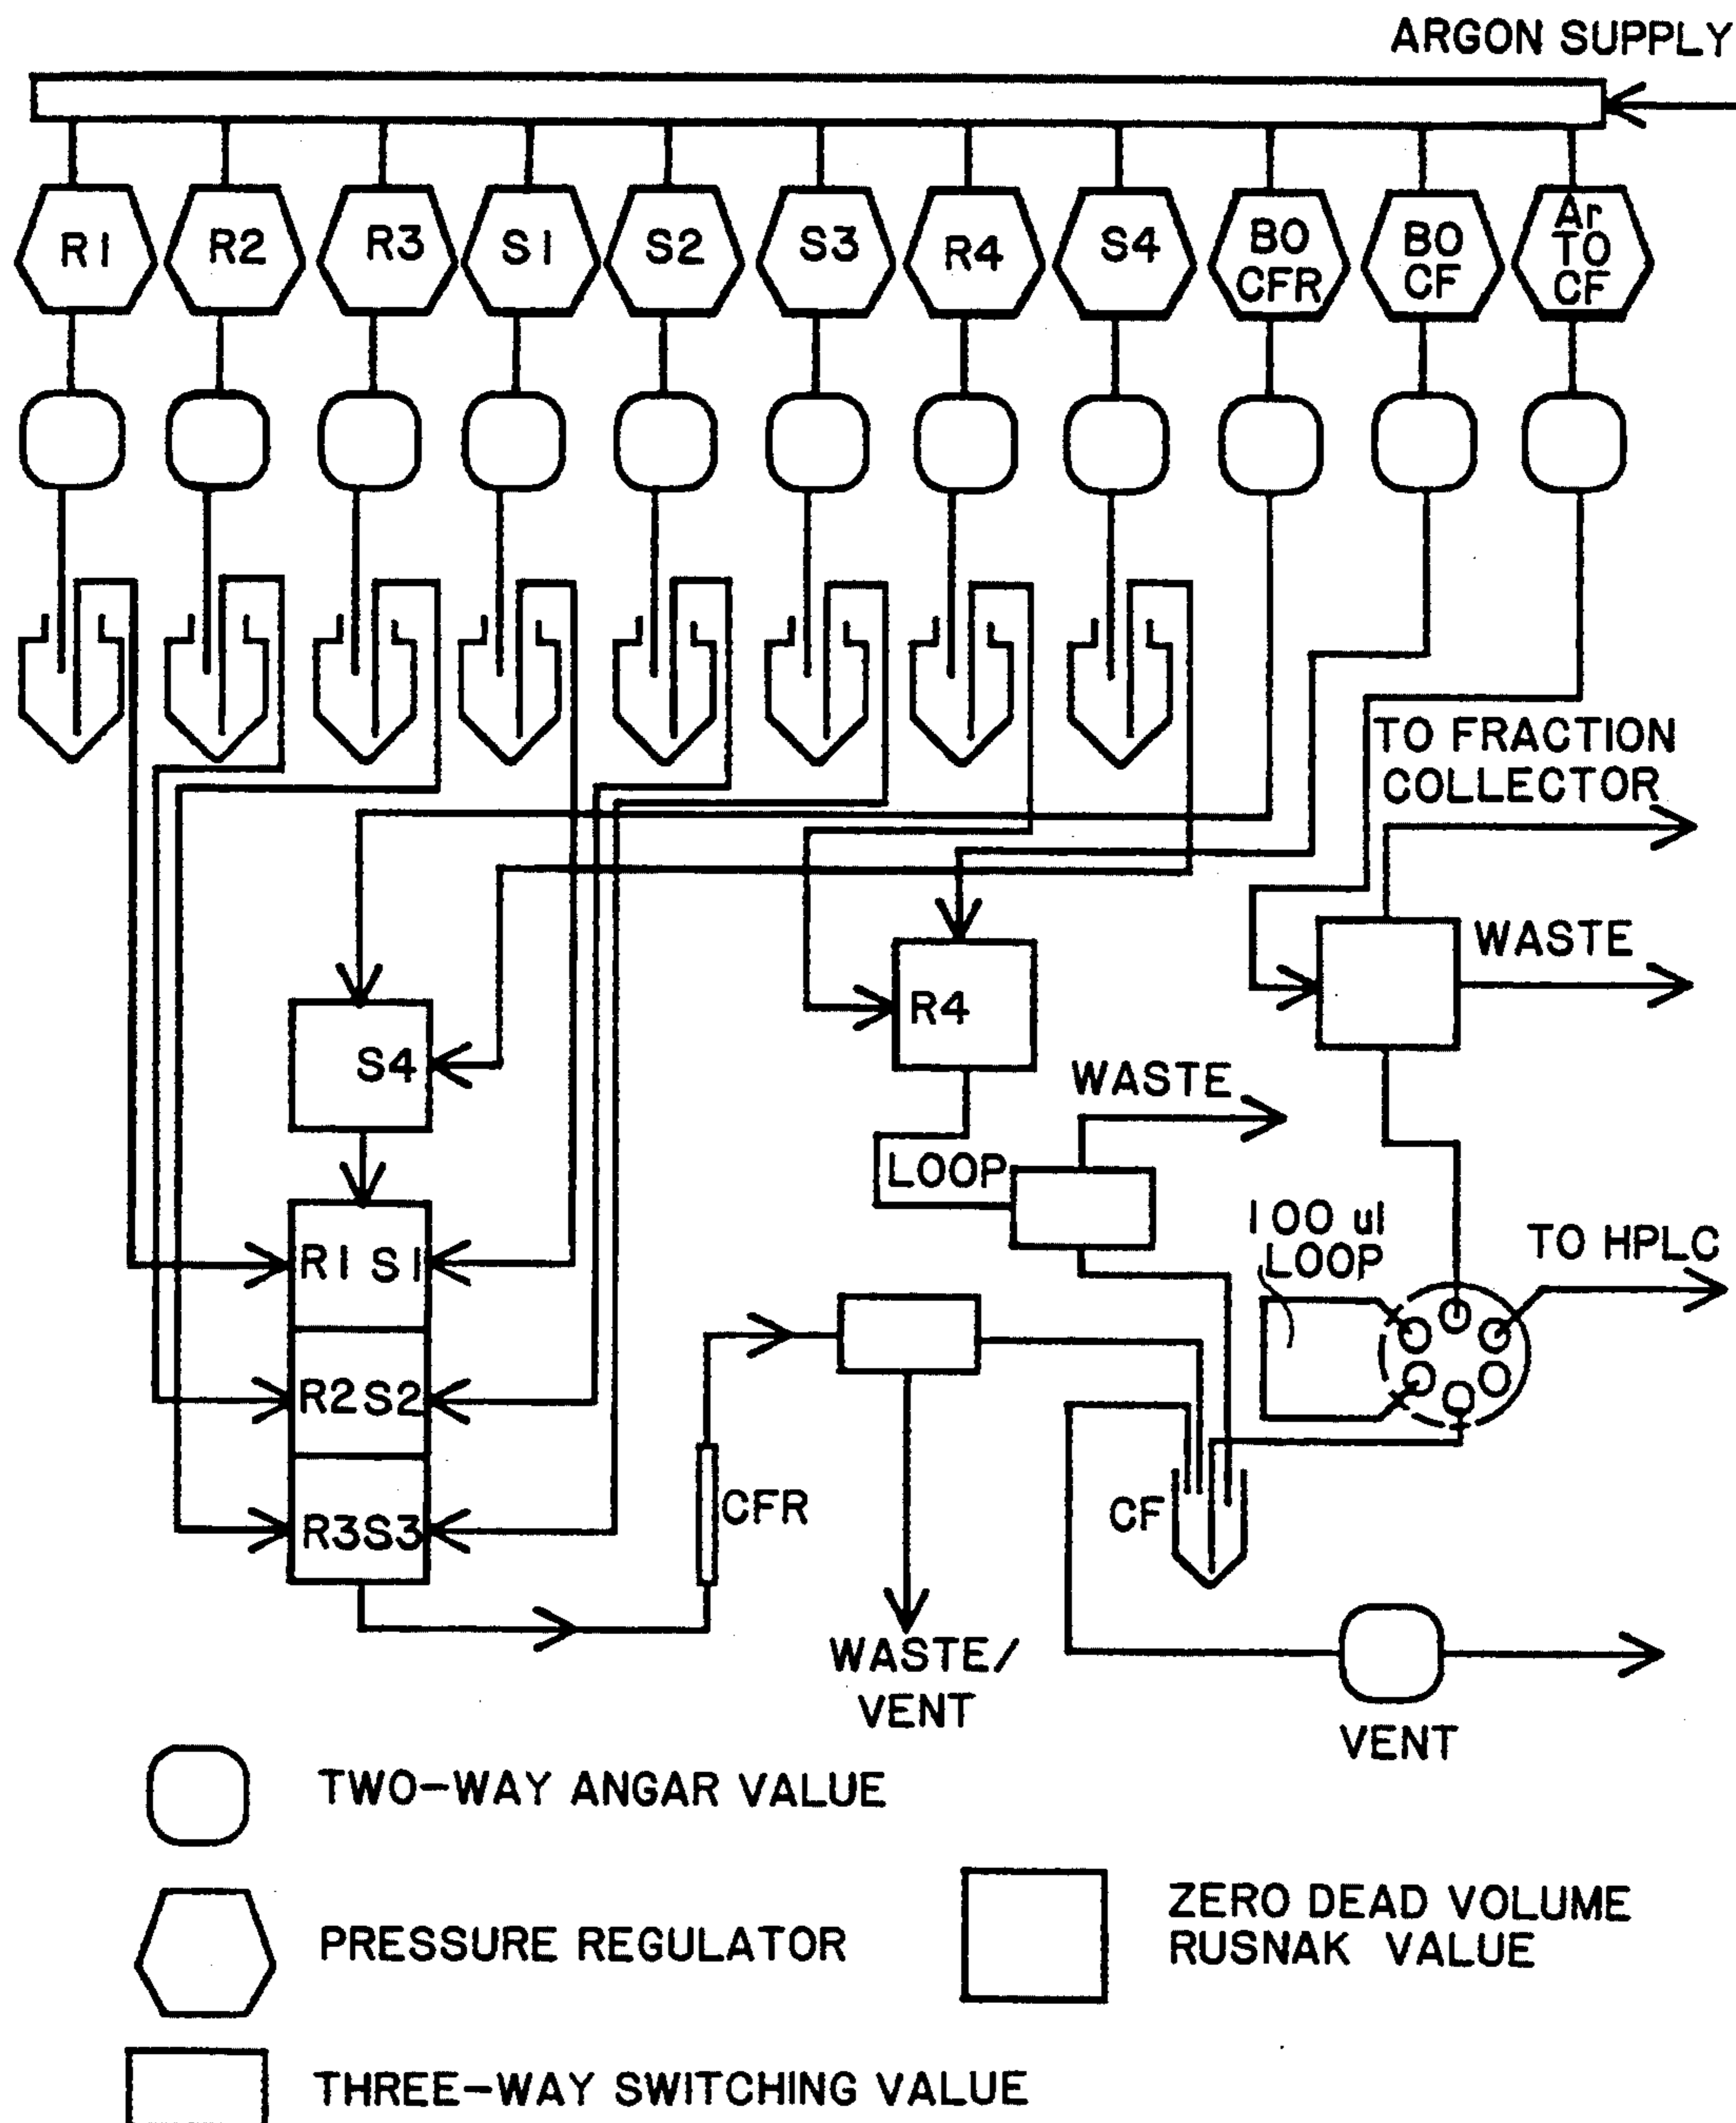 ARGON SUPPLY
R1 R2 R3 S1 S2 S3 R4 S4 BO CFR BO CF Ar TO CF
TO FRACTION
COLLECTOR
WASTE
R4
S4
WASTE
LOOP
100 ul
LOOP
TO HPLC
R1 S1
R2 S2
R3 S3
CFR
CF
WASTE/
VENT
VENT
TWO-WAY ANGAR VALUE
PRESSURE REGULATOR
ZERO DEAD VOLUME
RUSNAK VALUE
THREE-WAY SWITCHING VALUE